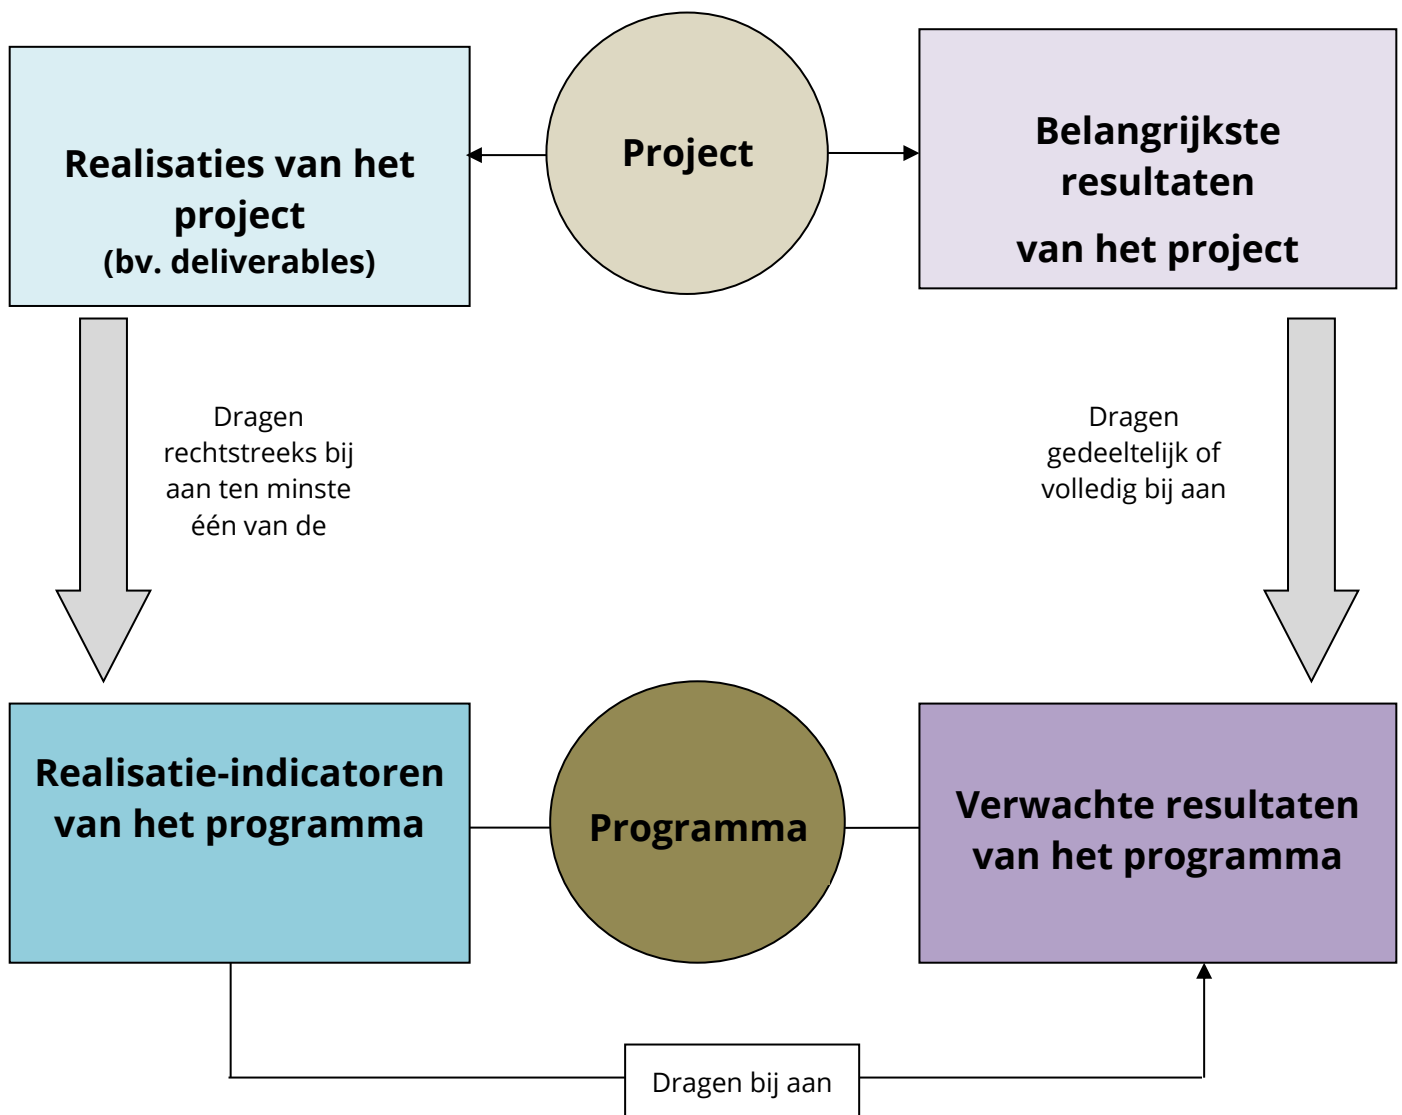 Realisaties van het
project
(bv. deliverables)
Project
Belangrijkste
resultaten
van het project
Dragen
rechtstreeks bij
aan ten minste
één van de
Dragen
gedeeltelijk of
volledig bij aan
Realisatie-indicatoren
van het programma
Programma
Verwachte resultaten
van het programma
Dragen bij aan